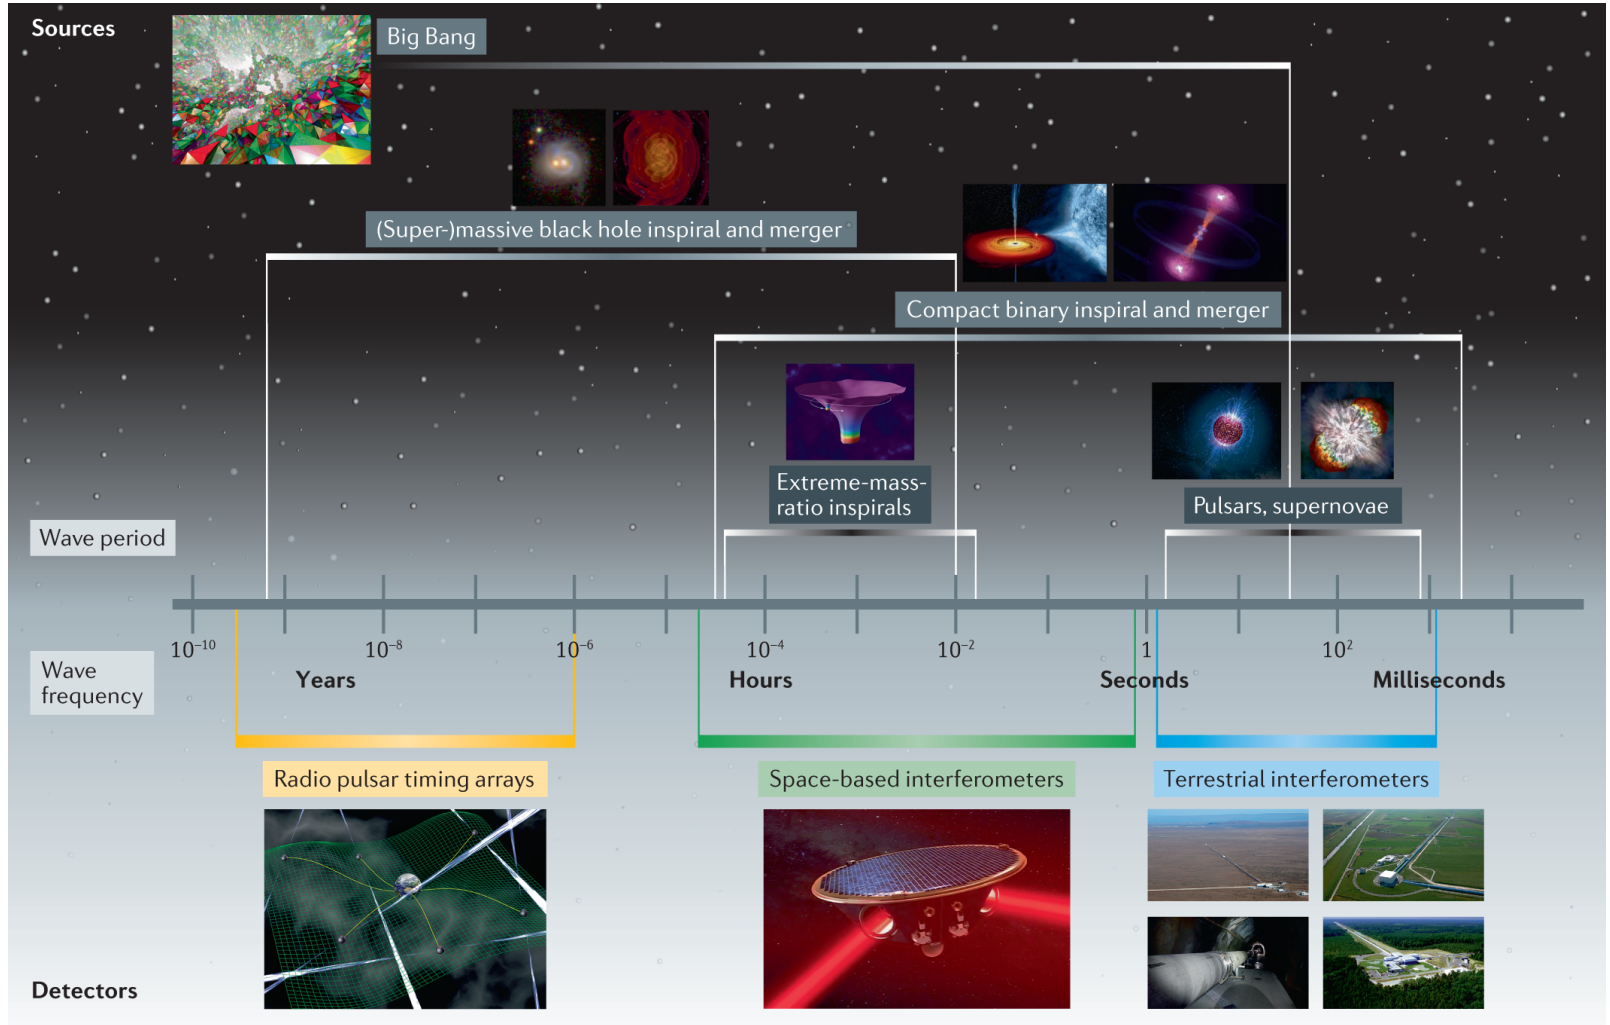 Sources
Big Bang
(Super-)massive black hole inspiral and merger
Compact binary inspiral and merger
Extreme-mass-
ratio inspirals
Pulsars, supernovae
Wave period
10⁻¹⁰ 10⁻⁸ 10⁻⁶ 10⁻⁴ 10⁻² 1 10²
Wave
frequency
Years Hours Seconds Milliseconds
Radio pulsar timing arrays
Space-based interferometers
Terrestrial interferometers
Detectors